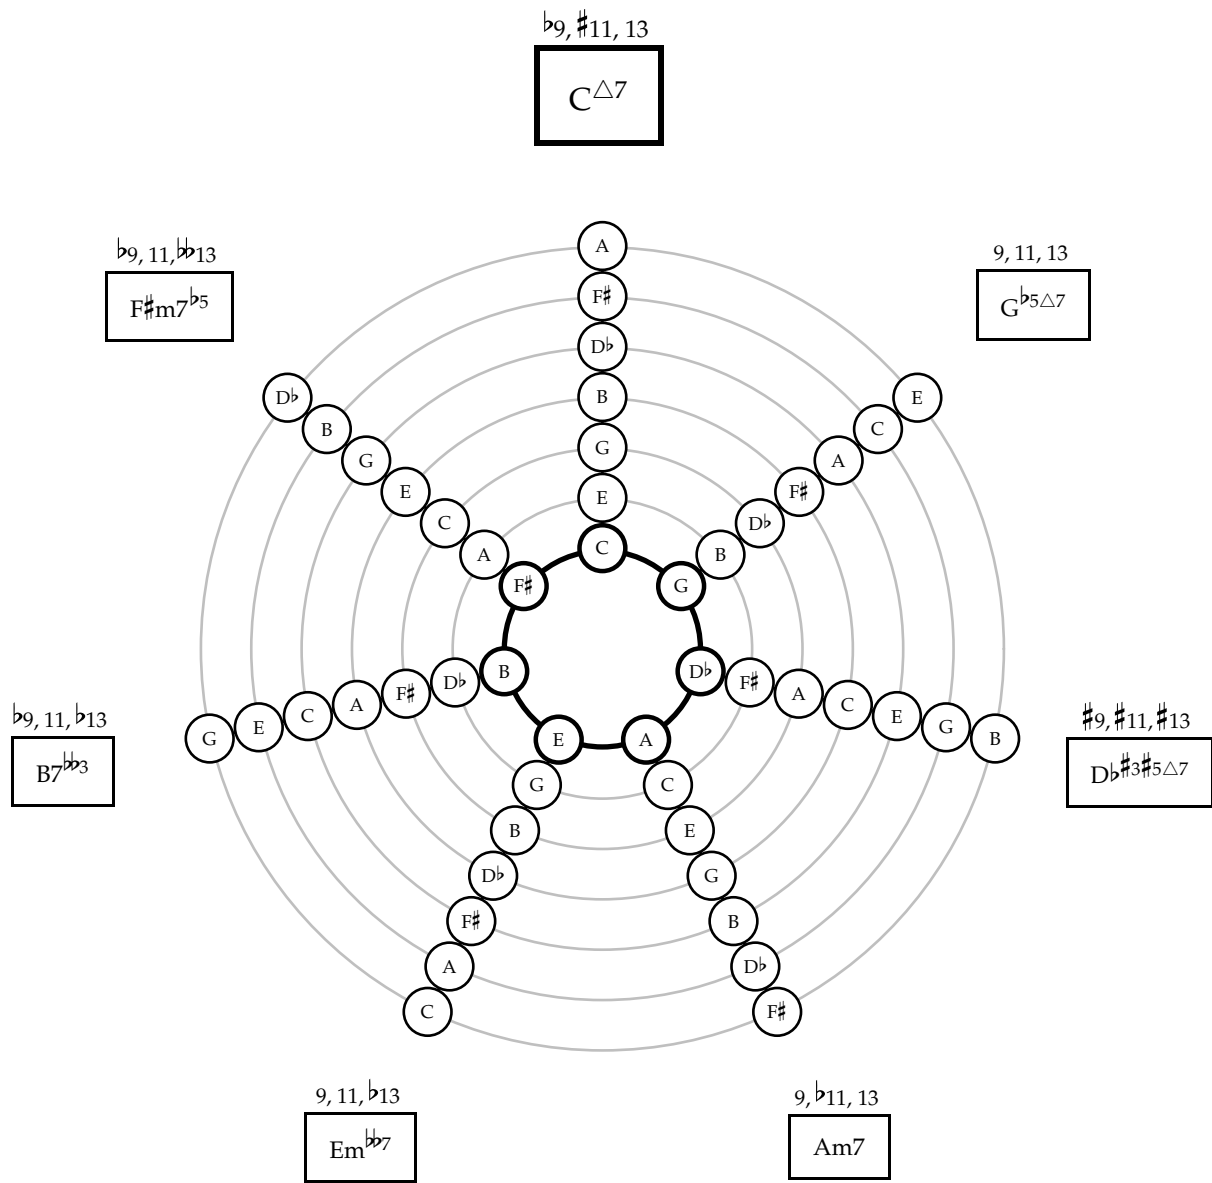 ♭9, ♯11, 13
C△7
♭9, 11, 𝄫13
F♯m7♭5
9, 11, 13
G♭5△7
A
F♯
D♭
B
G
E
C
D♭
B
G
E
C
A
F♯
E
C
A
F♯
D♭
B
G
G E C A F♯ D♭ B
D♭ F♯ A C E G B
♭9, 11, ♭13
B7𝄫3
♯9, ♯11, ♯13
D♭♯3♯5△7
E
G
B
D♭
F♯
A
C
A
C
E
G
B
D♭
F♯
9, 11, ♭13
Em𝄫7
9, ♭11, 13
Am7